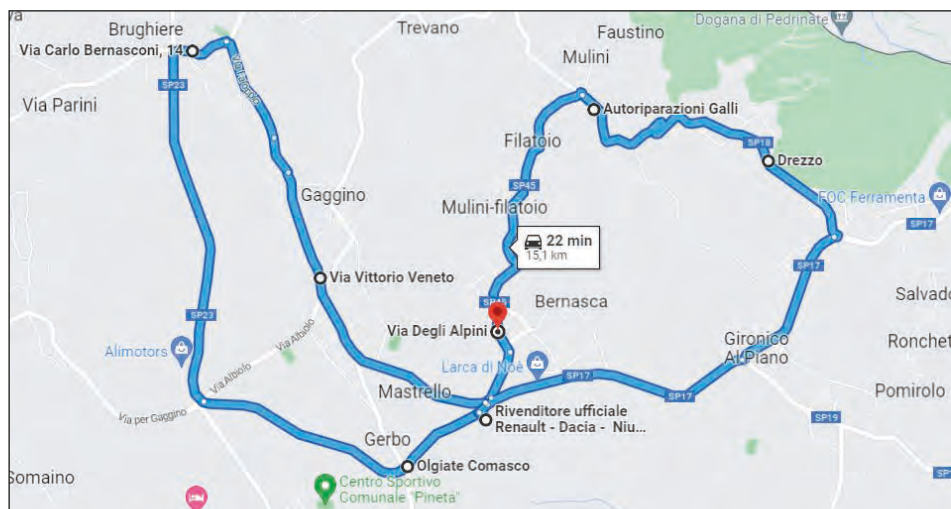 Dogana di Pedrinate
Brughiere
Trevano
Faustino
Via Carlo Bernasconi, 14
Mulini
SP23
Via Parini
Autoriparazioni Galli
Filatoio
SP18
Drezzo
SP45
Gaggino
FOC Ferramenta
Mulini-filatoio
SP17
22 min
15,1 km
SP17
Via Vittorio Veneto
Salvado
SP45
Bernasca
SP23
Via Degli Alpini
Via Albiolo
Gironico
Al Piano
Ronchet
Alimotors
Larca di Noè
SP17
Via Albiolo
Mastrello
SP17
Pomirolo
Via per Gaggino
Rivenditore ufficiale
Renault - Dacia - Niu...
SP19
Gerbo
Olgiate Comasco
Somaino
Centro Sportivo
Comunale "Pineta"